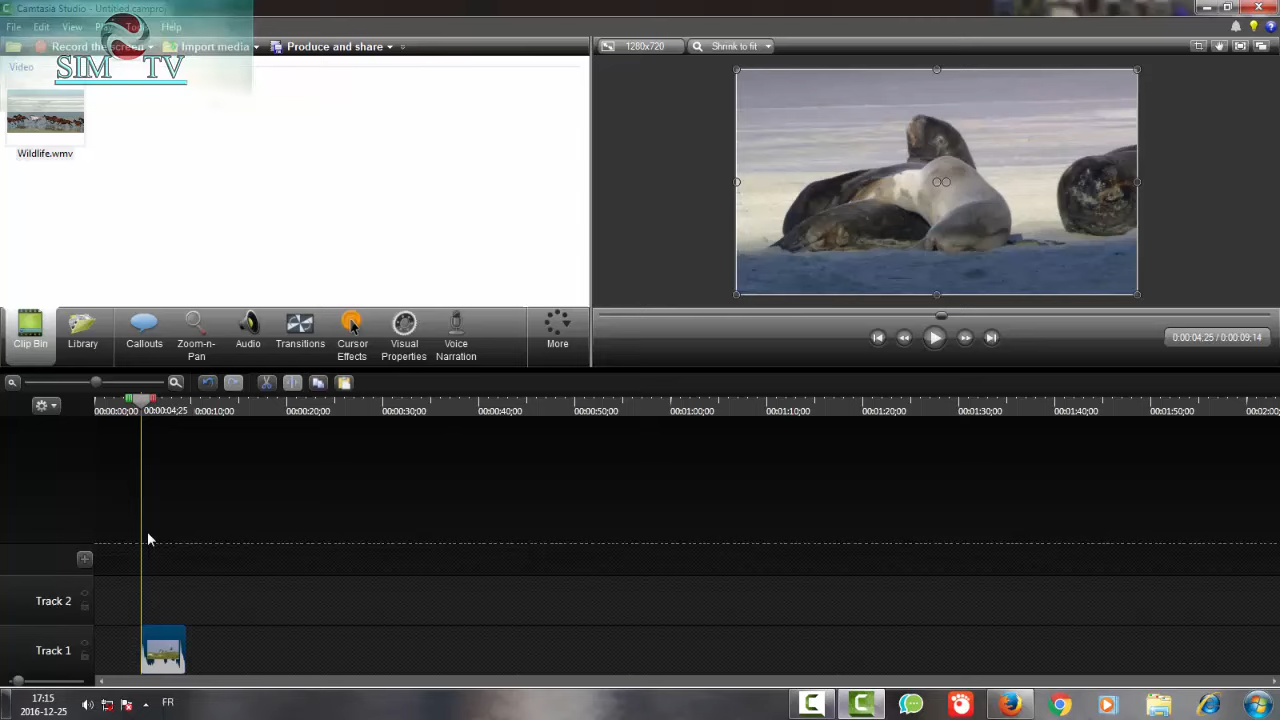 Camtasia Studio - Untitled.camproj
File Edit View Play Tools Help
Record the screen Import media Produce and share
1280x720 Shrink to fit
SIM TV
Video
Wildlife.wmv
Clip Bin Library Callouts Zoom-n-Pan Audio Transitions Cursor Effects Visual Properties Voice Narration More
0:00:04;25 / 0:00:09;14
00:00:00;00 00:00:04;25 0:00:10;00 00:00:20;00 00:00:30;00 00:00:40;00 00:00:50;00 00:01:00;00 00:01:10;00 00:01:20;00 00:01:30;00 00:01:40;00 00:01:50;00 00:02:00
Track 2
Track 1
17:15
2016-12-25
FR